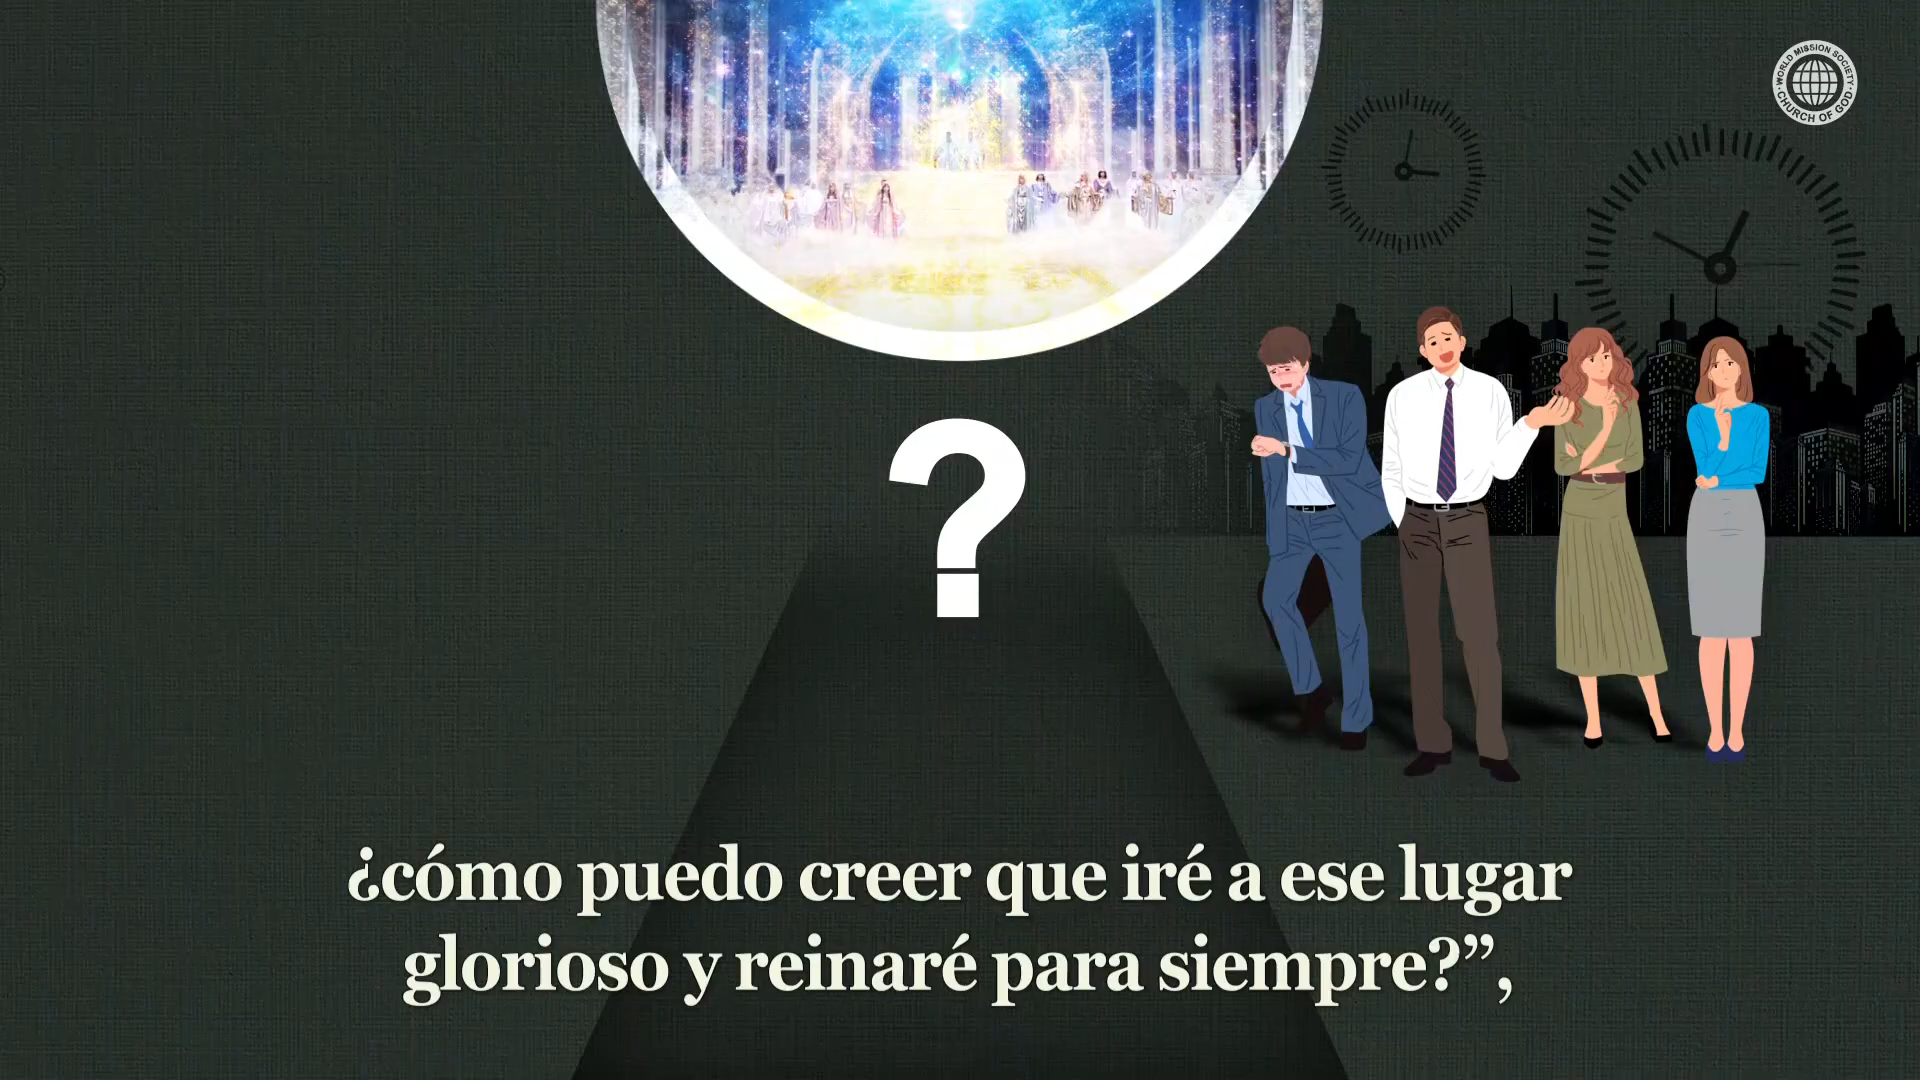 WORLD MISSION SOCIETY
CHURCH OF GOD
?
¿cómo puedo creer que iré a ese lugar
glorioso y reinaré para siempre?”,